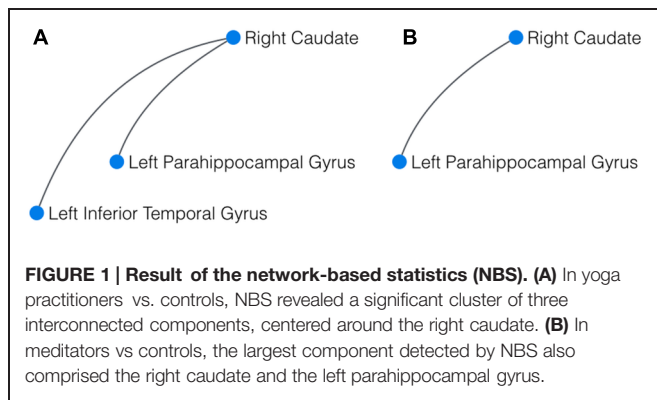 A
Right Caudate
Left Parahippocampal Gyrus
Left Inferior Temporal Gyrus
B
Right Caudate
Left Parahippocampal Gyrus
FIGURE 1 | Result of the network-based statistics (NBS). (A) In yoga
practitioners vs. controls, NBS revealed a significant cluster of three
interconnected components, centered around the right caudate. (B) In
meditators vs controls, the largest component detected by NBS also
comprised the right caudate and the left parahippocampal gyrus.